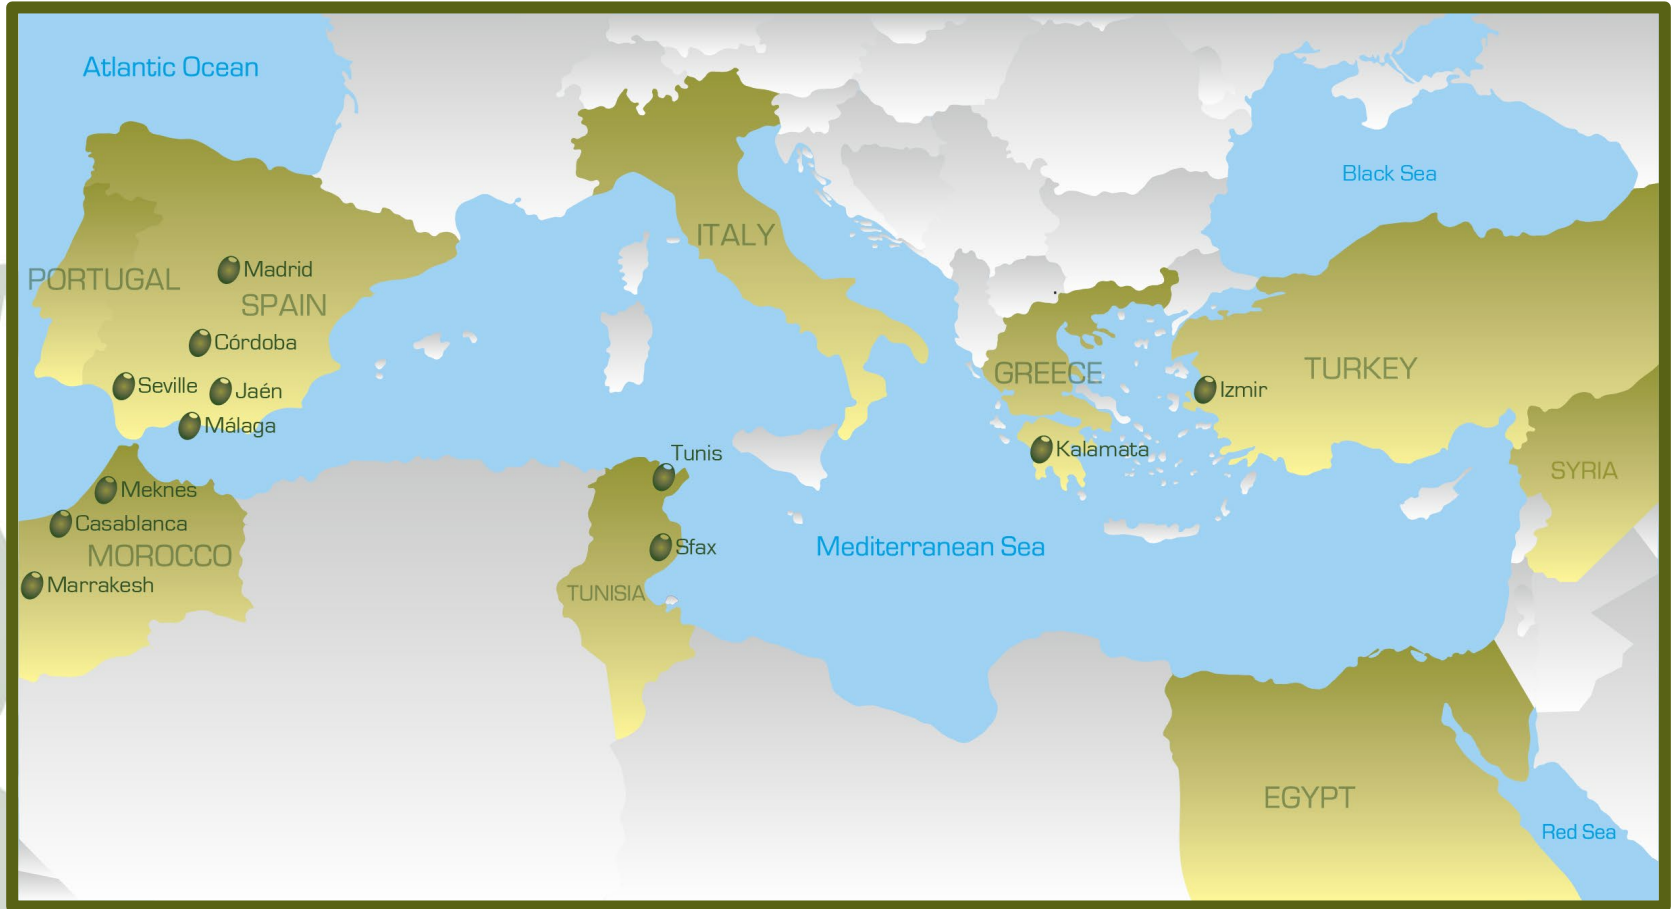 Atlantic Ocean
Black Sea
ITALY
PORTUGAL
Madrid
SPAIN
Córdoba
Seville
Jaén
Málaga
GREECE
TURKEY
Izmir
Kalamata
Tunis
SYRIA
Meknes
Casablanca
MOROCCO
Marrakesh
Sfax
Mediterranean Sea
TUNISIA
EGYPT
Red Sea